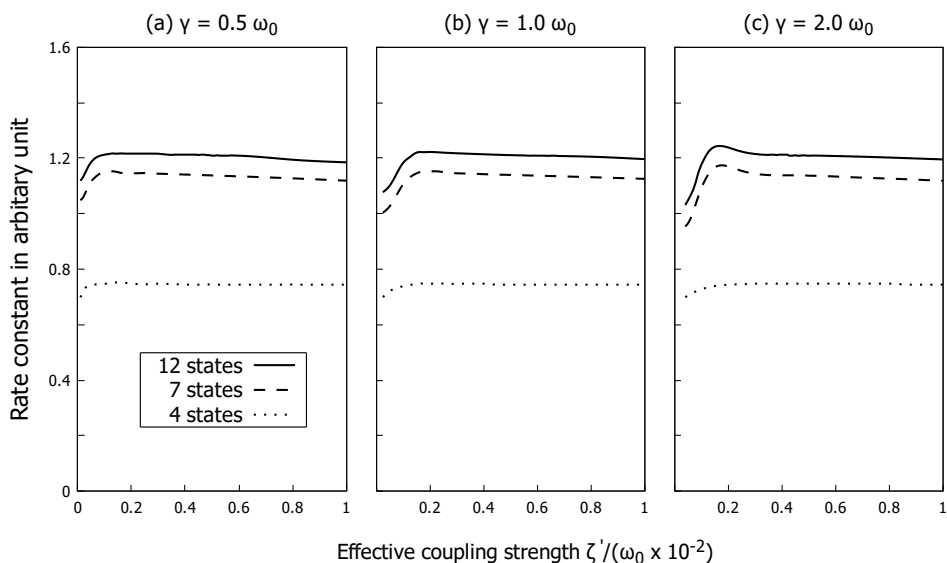 (a) γ = 0.5 ω₀ (b) γ = 1.0 ω₀ (c) γ = 2.0 ω₀
Rate constant in arbitary unit
1.6
1.2
0.8
0.4
0
12 states
7 states
4 states
0 0.2 0.4 0.6 0.8 1 0.2 0.4 0.6 0.8 1 0.2 0.4 0.6 0.8 1
Effective coupling strength ζ'/(ω₀ x 10⁻²)